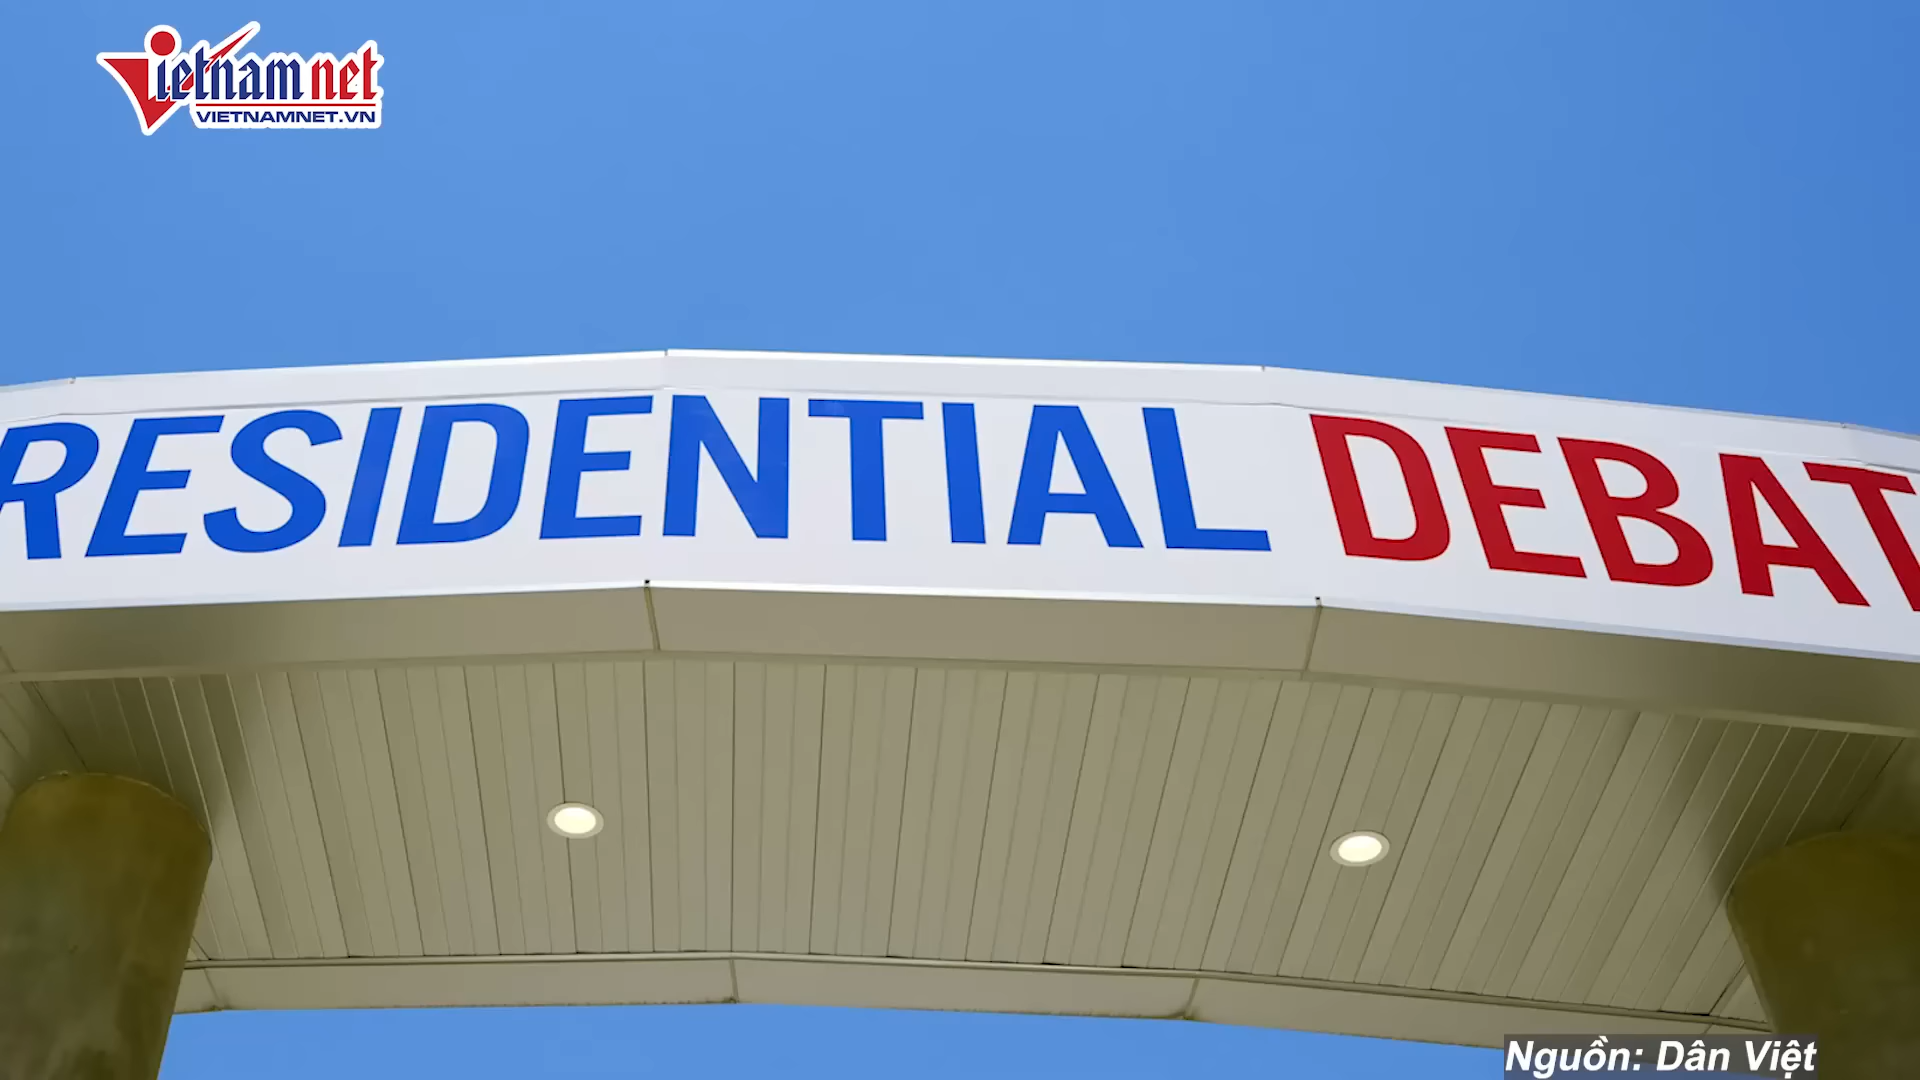 Vietnamnet
VIETNAMNET.VN
RESIDENTIAL DEBAT
Nguồn: Dân Việt